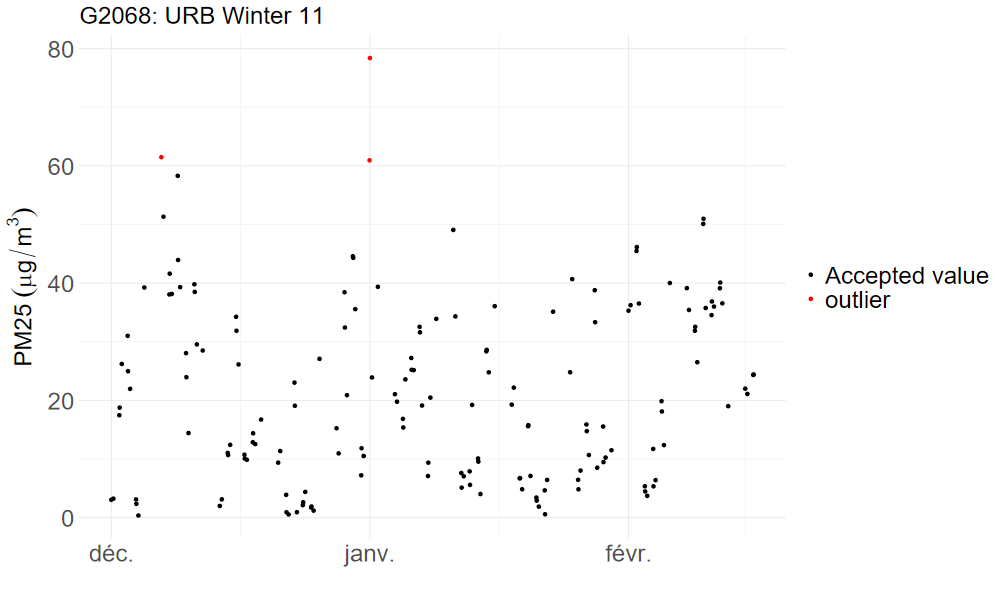 G2068: URB Winter 11
80
60
40
20
0
PM25 (μg/m³)
déc.
janv.
févr.
Accepted value
outlier